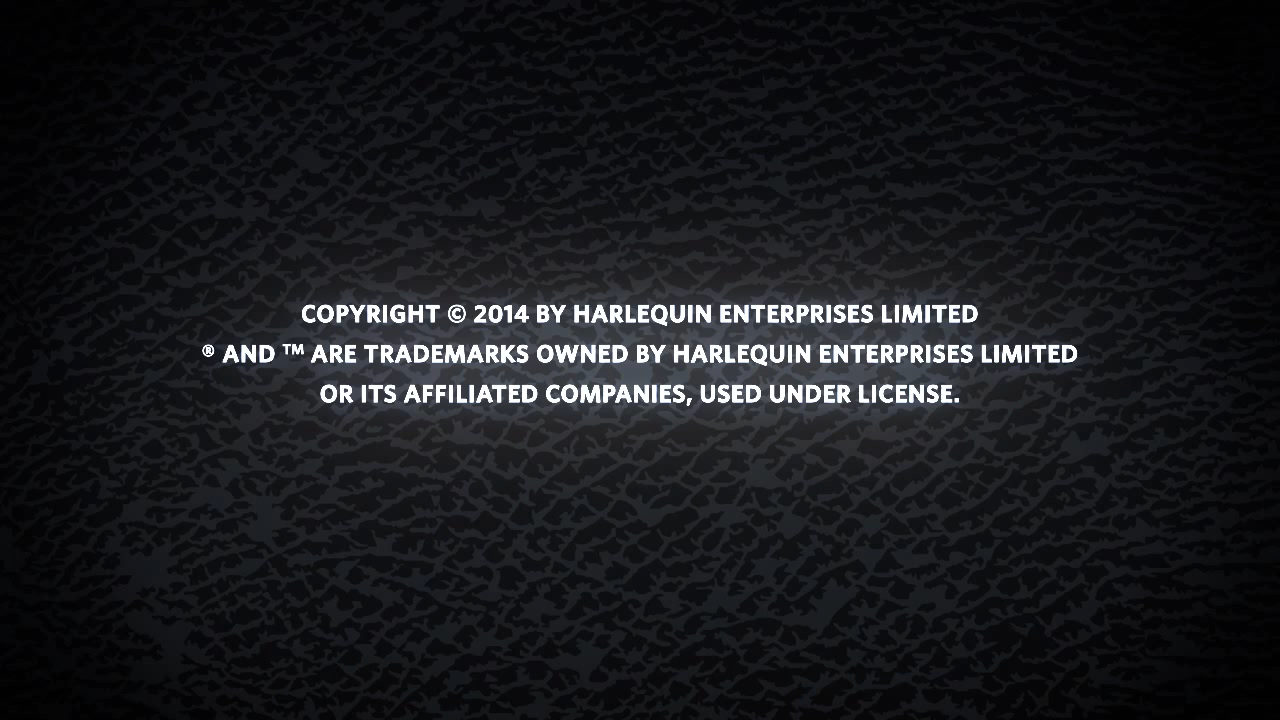 COPYRIGHT © 2014 BY HARLEQUIN ENTERPRISES LIMITED
® AND ™ ARE TRADEMARKS OWNED BY HARLEQUIN ENTERPRISES LIMITED
OR ITS AFFILIATED COMPANIES, USED UNDER LICENSE.